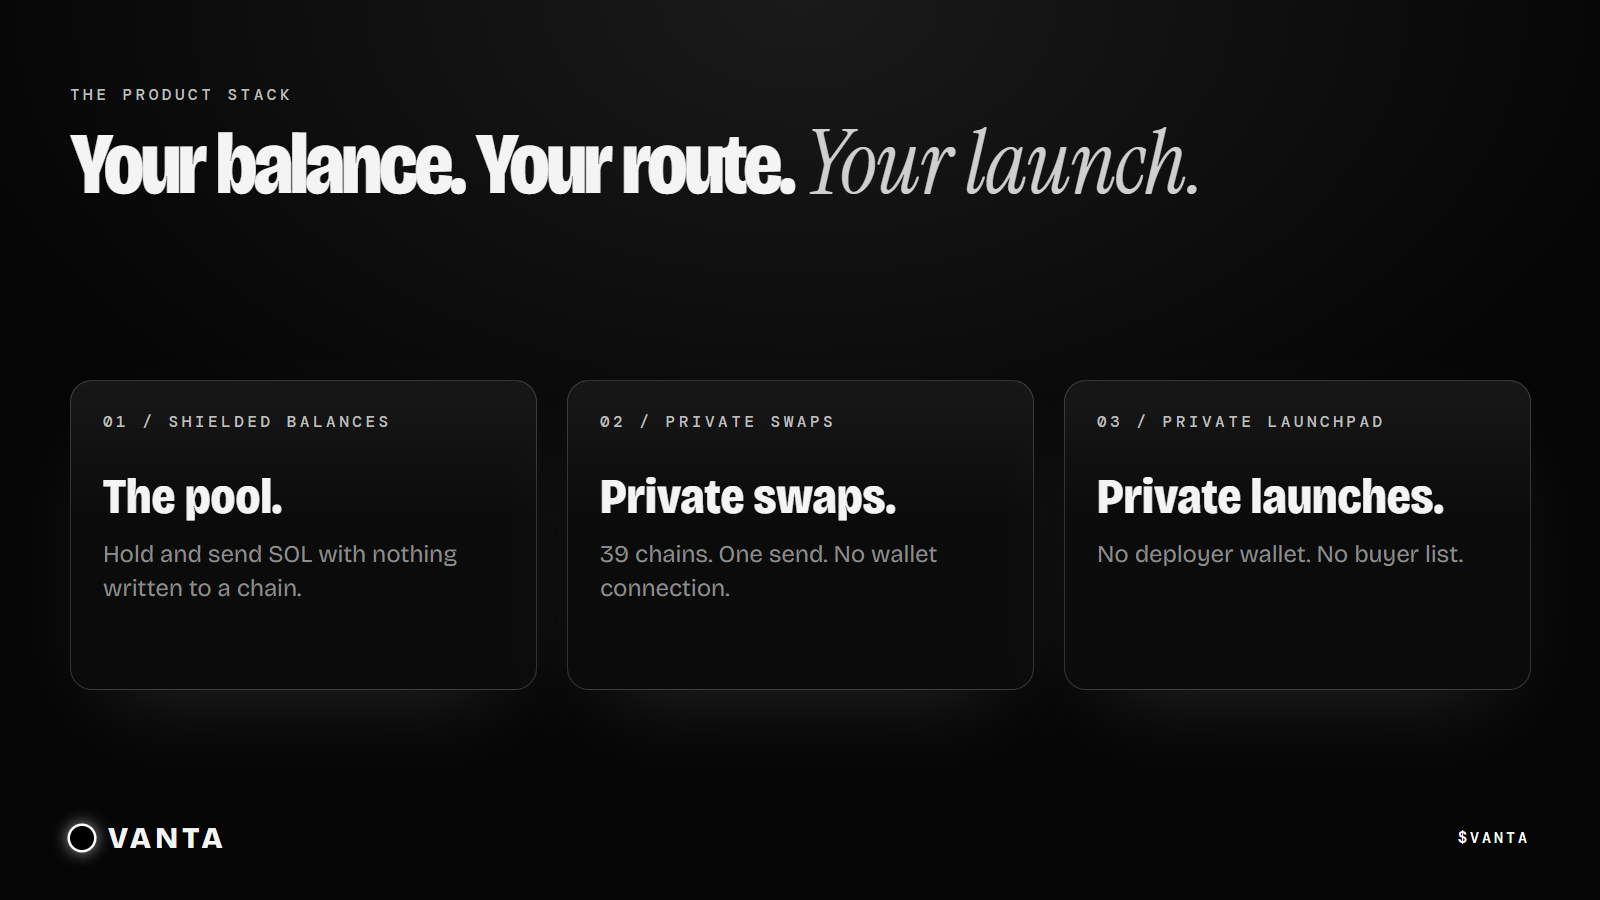 THE PRODUCT STACK
Your balance. Your route. Your launch.
01 / SHIELDED BALANCES
The pool.
Hold and send SOL with nothing
written to a chain.
02 / PRIVATE SWAPS
Private swaps.
39 chains. One send. No wallet
connection.
03 / PRIVATE LAUNCHPAD
Private launches.
No deployer wallet. No buyer list.
VANTA
$VANTA